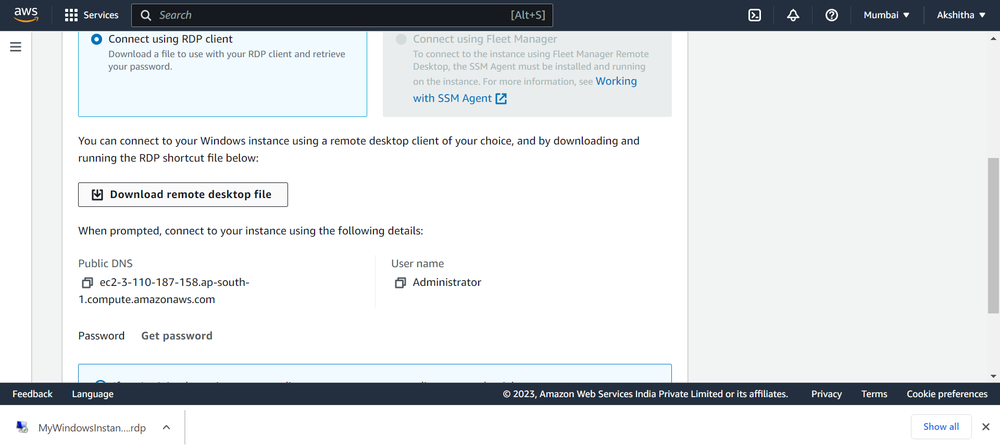 aws
Services
Search
[Alt+S]
Mumbai
Akshitha
Connect using RDP client
Download a file to use with your RDP client and retrieve
your password.
Connect using Fleet Manager
To connect to the instance using Fleet Manager Remote
Desktop, the SSM Agent must be installed and running
on the instance. For more information, see Working
with SSM Agent
You can connect to your Windows instance using a remote desktop client of your choice, and by downloading and
running the RDP shortcut file below:
Download remote desktop file
When prompted, connect to your instance using the following details:
Public DNS
ec2-3-110-187-158.ap-south-
1.compute.amazonaws.com
User name
Administrator
Password
Get password
Feedback
Language
© 2023, Amazon Web Services India Private Limited or its affiliates.
Privacy
Terms
Cookie preferences
MyWindowsInstan....rdp
Show all